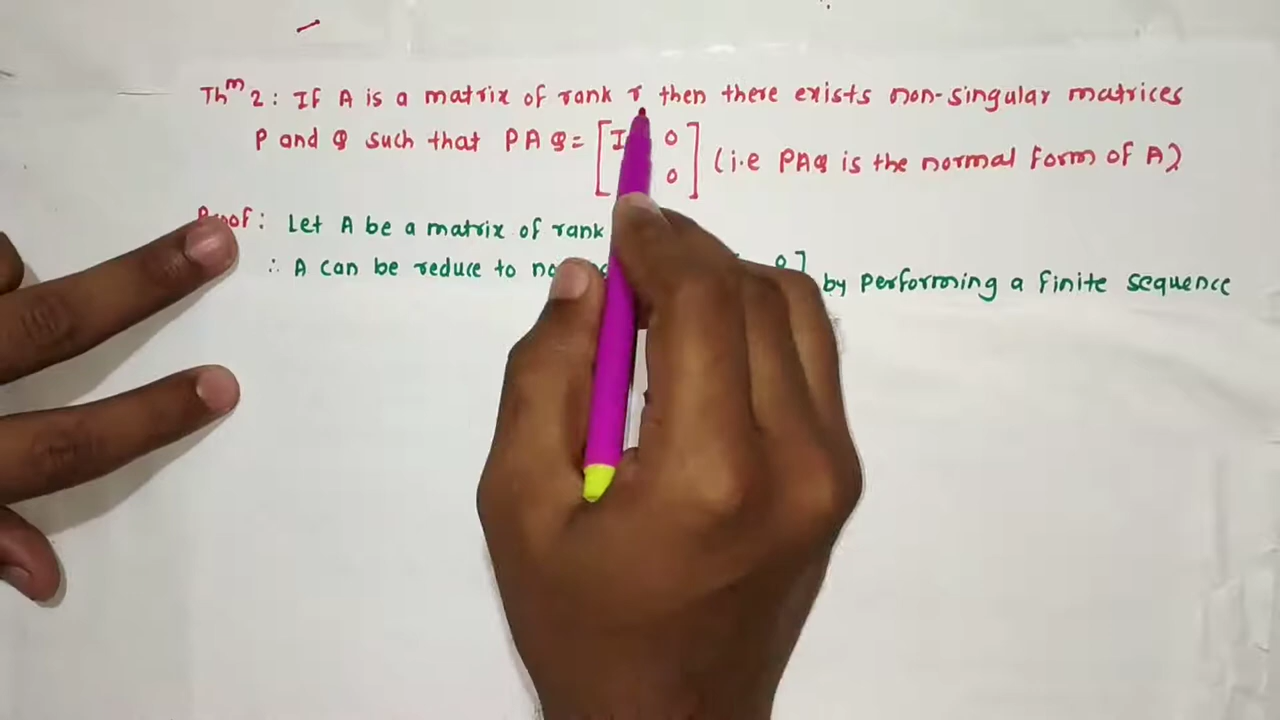 Thm 2: If A is a matrix of rank r then there exists non-singular matrices
P and Q such that PAQ = [I 0 0] (i.e PAQ is the normal form of A)
Proof: Let A be a matrix of rank
∴ A can be reduce to 0] by performing a finite sequence